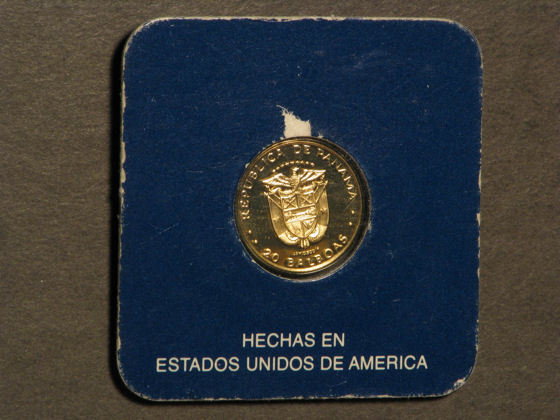 REPUBLICA DE PANAMA
20 BALBOAS
HECHAS EN
ESTADOS UNIDOS DE AMERICA